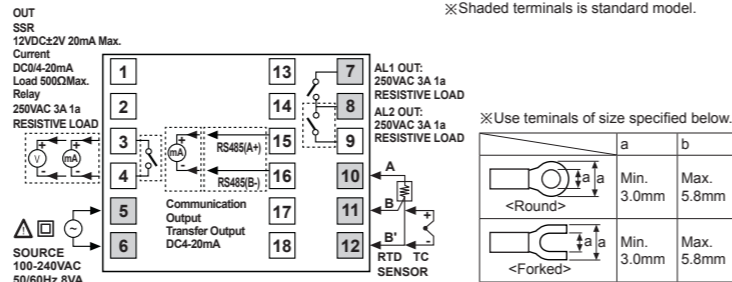 ※Shaded terminals is standard model.
OUT
SSR
12VDC±2V 20mA Max.
Current
DC0/4-20mA
Load 500ΩMax.
Relay
250VAC 3A 1a
RESISTIVE LOAD
+
V
-
+
mA
-
1
2
3
4
5
6
SOURCE
100-240VAC
50/60Hz 8VA
13
14
15
16
17
18
+
mA
-
RS485(A+)
RS485(B-)
Communication
Output
Transfer Output
DC4-20mA
7
8
9
10
11
12
AL1 OUT:
250VAC 3A 1a
RESISTIVE LOAD
AL2 OUT:
250VAC 3A 1a
RESISTIVE LOAD
A
B
B'
+
-
RTD TC
SENSOR
※Use teminals of size specified below.
a b
a a
<Round>
Min.
3.0mm
Max.
5.8mm
a a
<Forked>
Min.
3.0mm
Max.
5.8mm